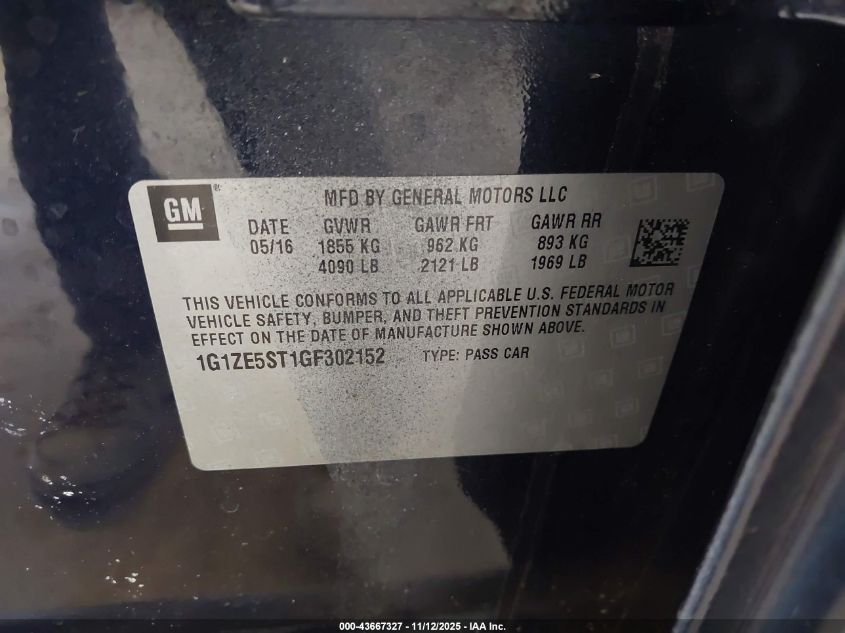 GM ®
MFD BY GENERAL MOTORS LLC
DATE GVWR GAWR FRT GAWR RR
05/16 1855 KG 962 KG 893 KG
4090 LB 2121 LB 1969 LB
THIS VEHICLE CONFORMS TO ALL APPLICABLE U.S. FEDERAL MOTOR
VEHICLE SAFETY, BUMPER, AND THEFT PREVENTION STANDARDS IN
EFFECT ON THE DATE OF MANUFACTURE SHOWN ABOVE.
1G1ZE5ST1GF302152 TYPE: PASS CAR
000-43667327 - 11/12/2025 - IAA Inc.